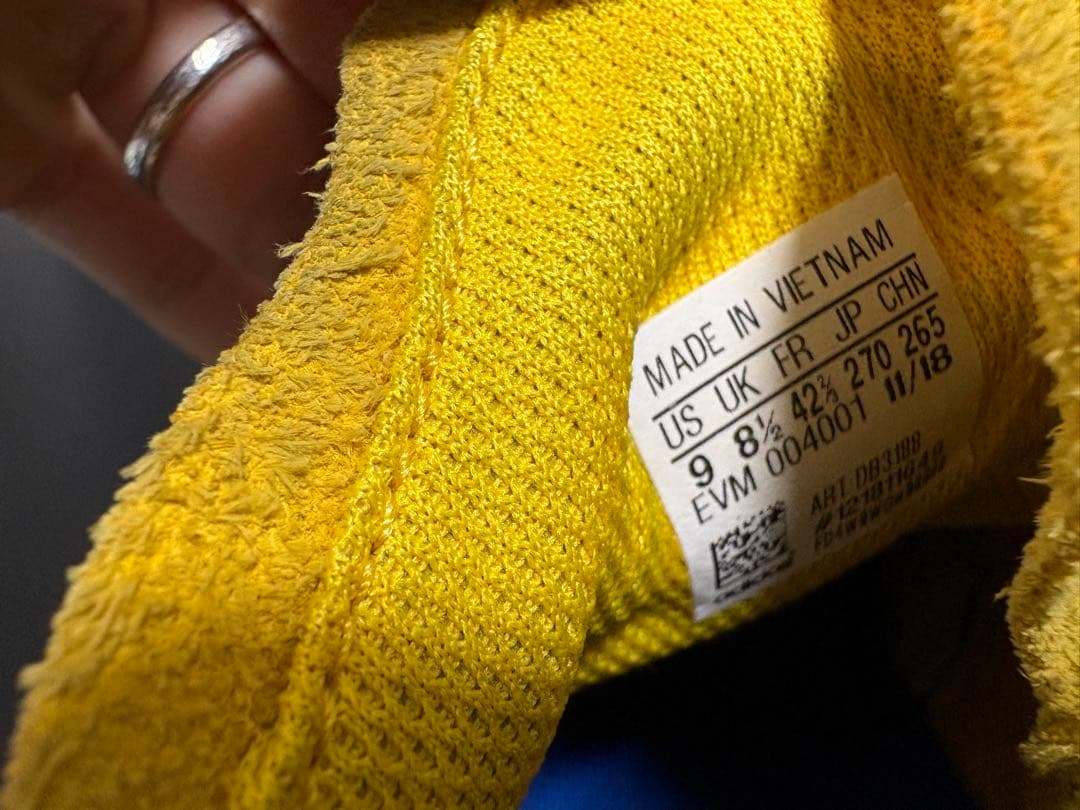 MADE IN VIETNAM
US UK FR JP CHN
9 8½ 42⅔ 270 265
EVM 004001 11/18
ART DB3188
adidas